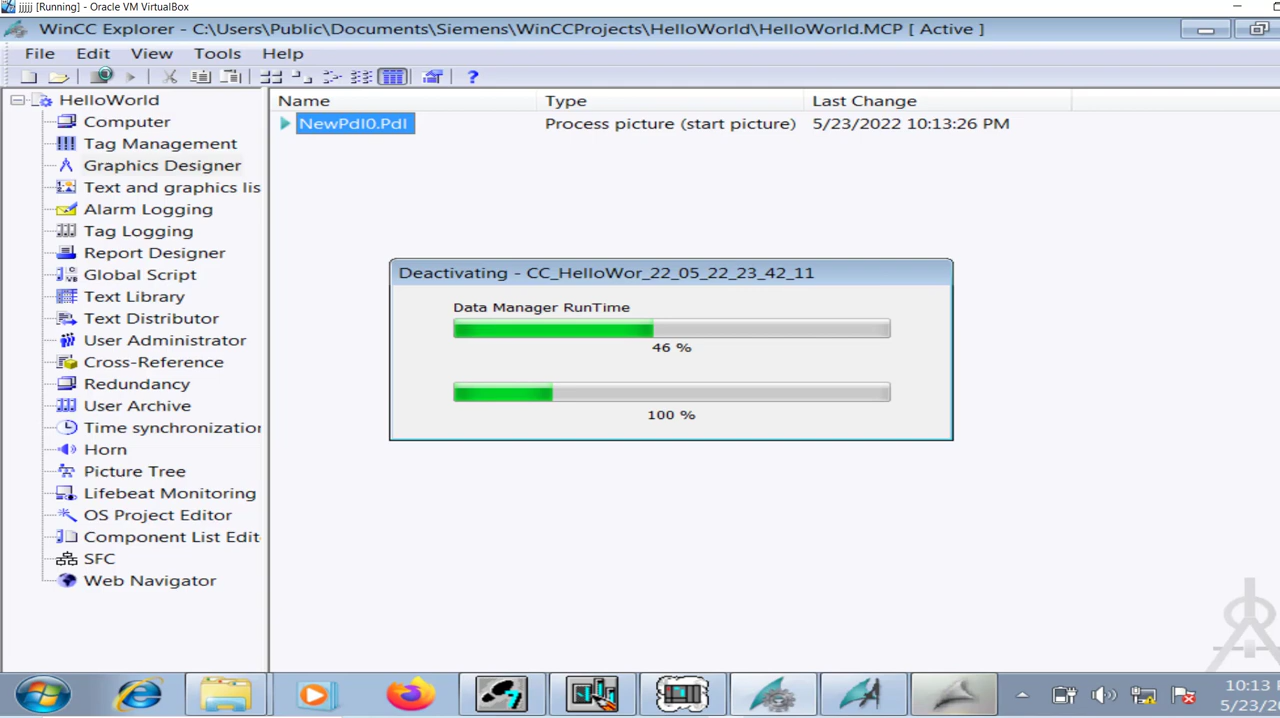 jjjjj [Running] - Oracle VM VirtualBox
WinCC Explorer - C:\Users\Public\Documents\Siemens\WinCCProjects\HelloWorld\HelloWorld.MCP [ Active ]
File Edit View Tools Help
?
HelloWorld
Computer
Tag Management
Graphics Designer
Text and graphics lis
Alarm Logging
Tag Logging
Report Designer
Global Script
Text Library
Text Distributor
User Administrator
Cross-Reference
Redundancy
User Archive
Time synchronization
Horn
Picture Tree
Lifebeat Monitoring
OS Project Editor
Component List Edit
SFC
Web Navigator
Name Type Last Change
NewPdl0.Pdl Process picture (start picture) 5/23/2022 10:13:26 PM
Deactivating - CC_HelloWor_22_05_22_23_42_11
Data Manager RunTime
46 %
100 %
10:13
5/23/20